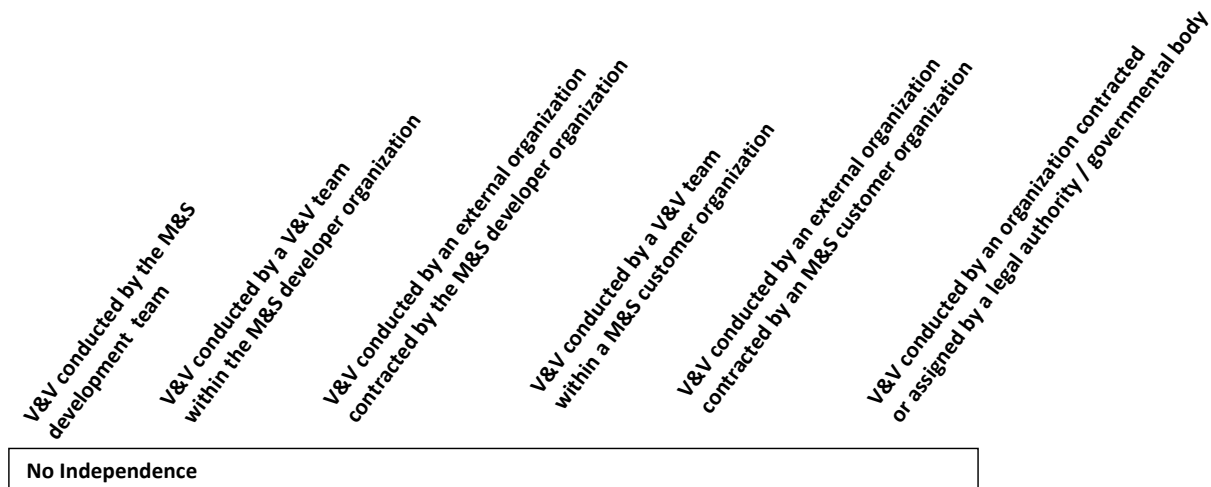 V&V conducted by the M&S
development team
V&V conducted by a V&V team
within the M&S developer organization
V&V conducted by an external organization
contracted by the M&S developer organization
V&V conducted by a V&V team
within a M&S customer organization
V&V conducted by an external organization
contracted by an M&S customer organization
V&V conducted by an organization contracted
or assigned by a legal authority / governmental body
No Independence